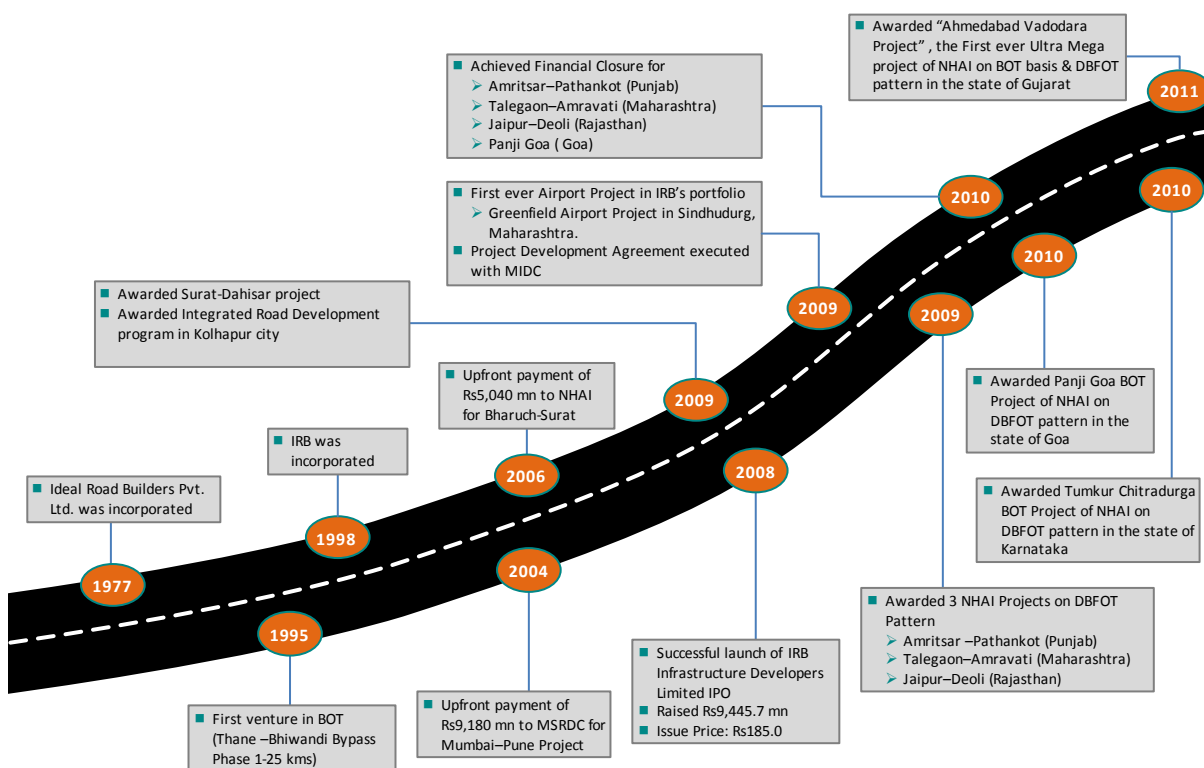 Awarded “Ahmedabad Vadodara
Project” , the First ever Ultra Mega
project of NHAI on BOT basis & DBFOT
pattern in the state of Gujarat
2011
Achieved Financial Closure for
Amritsar–Pathankot (Punjab)
Talegaon–Amravati (Maharashtra)
Jaipur–Deoli (Rajasthan)
Panji Goa ( Goa)
2010
2010
First ever Airport Project in IRB’s portfolio
Greenfield Airport Project in Sindhudurg,
Maharashtra.
Project Development Agreement executed
with MIDC
2010
2009
2009
Awarded Surat-Dahisar project
Awarded Integrated Road Development
program in Kolhapur city
Upfront payment of
Rs5,040 mn to NHAI
for Bharuch-Surat
2009
Awarded Panji Goa BOT
Project of NHAI on
DBFOT pattern in the
state of Goa
IRB was
incorporated
2006
2008
Ideal Road Builders Pvt.
Ltd. was incorporated
Awarded Tumkur Chitradurga
BOT Project of NHAI on
DBFOT pattern in the state of
Karnataka
1998
2004
1977
1995
Awarded 3 NHAI Projects on DBFOT
Pattern
Amritsar –Pathankot (Punjab)
Talegaon–Amravati (Maharashtra)
Jaipur–Deoli (Rajasthan)
Successful launch of IRB
Infrastructure Developers
Limited IPO
Raised Rs9,445.7 mn
Issue Price: Rs185.0
Upfront payment of
Rs9,180 mn to MSRDC for
Mumbai–Pune Project
First venture in BOT
(Thane –Bhiwandi Bypass
Phase 1-25 kms)